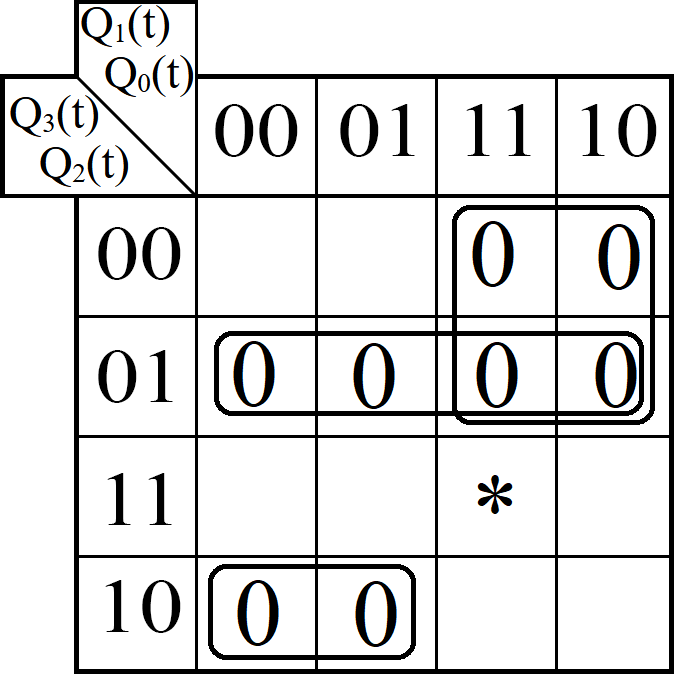 Q₁(t)
Q₀(t)
Q₃(t)
Q₂(t)
00 01 11 10
00 0 0
01 0 0 0 0
11 *
10 0 0